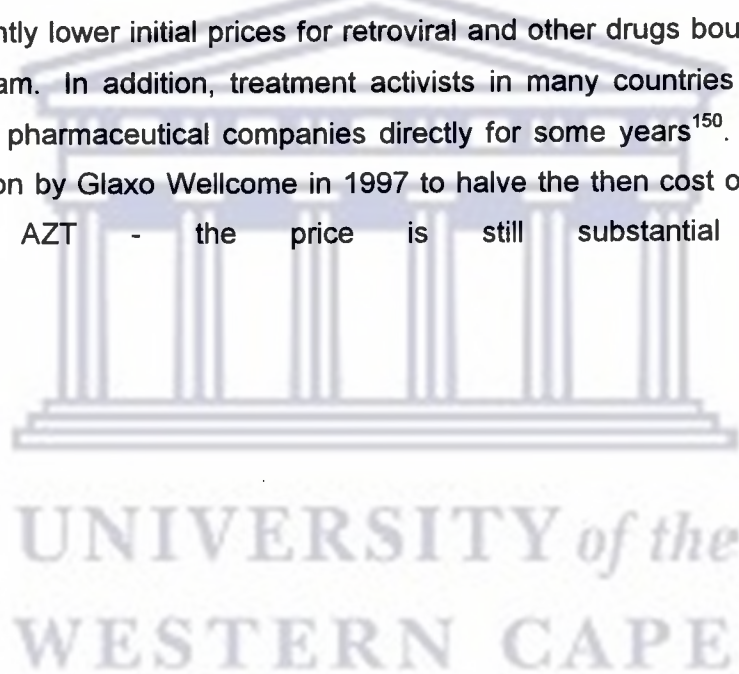 ntly lower initial prices for retroviral and other drugs bou
am. In addition, treatment activists in many countries
pharmaceutical companies directly for some years150.
on by Glaxo Wellcome in 1997 to halve the then cost o
AZT - the price is still substantial
UNIVERSITY of the
WESTERN CAPE